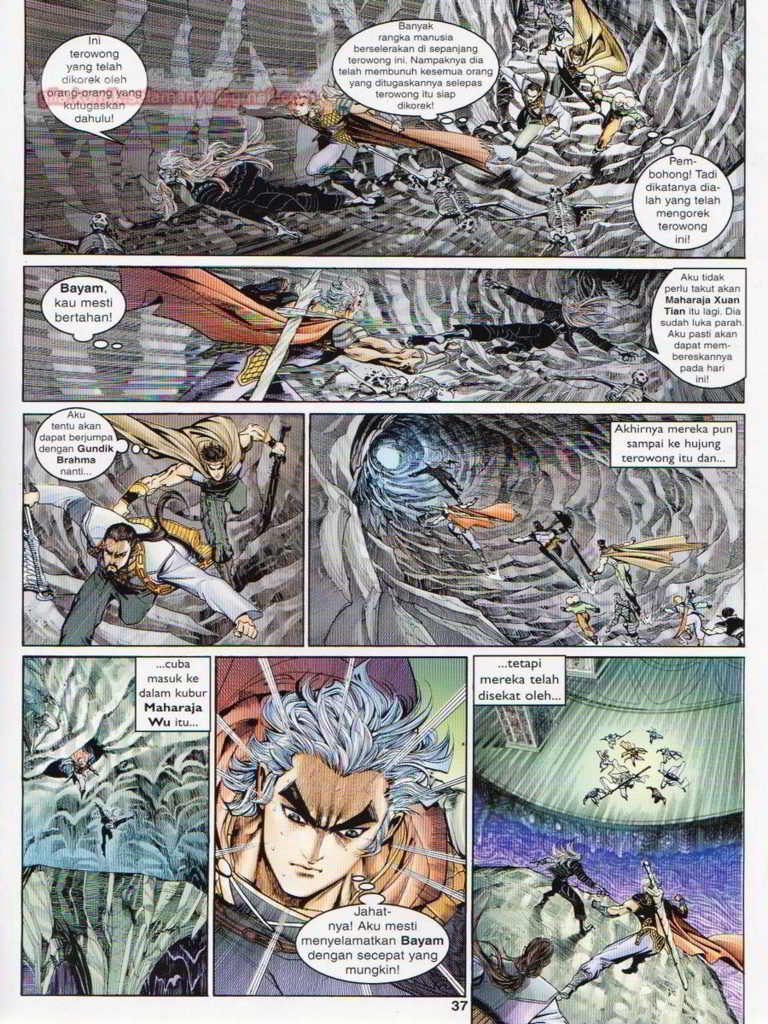 Ini
terowong
yang telah
dikorek oleh
orang-orang yang
kutugaskan
dahulu!
Banyak
rangka manusia
berselerakan di sepanjang
terowong ini. Nampaknya dia
telah membunuh kesemua orang
yang ditugaskannya selepas
terowong itu siap
dikorek!
Pem-
bohong! Tadi
dikatanya dia-
lah yang telah
mengorek
terowong
ini!
Bayam,
kau mesti
bertahan!
Aku tidak
perlu takut akan
Maharaja Xuan
Tian itu lagi. Dia
sudah luka parah.
Aku pasti akan
dapat mem-
bereskannya
pada hari
ini!
Aku
tentu akan
dapat berjumpa
dengan Gundik
Brahma
nanti...
Akhirnya mereka pun
sampai ke hujung
terowong itu dan...
...cuba
masuk ke
dalam kubur
Maharaja
Wu itu...
Jahat-
nya! Aku mesti
menyelamatkan Bayam
dengan secepat yang
mungkin!
...tetapi
mereka telah
disekat oleh...
37